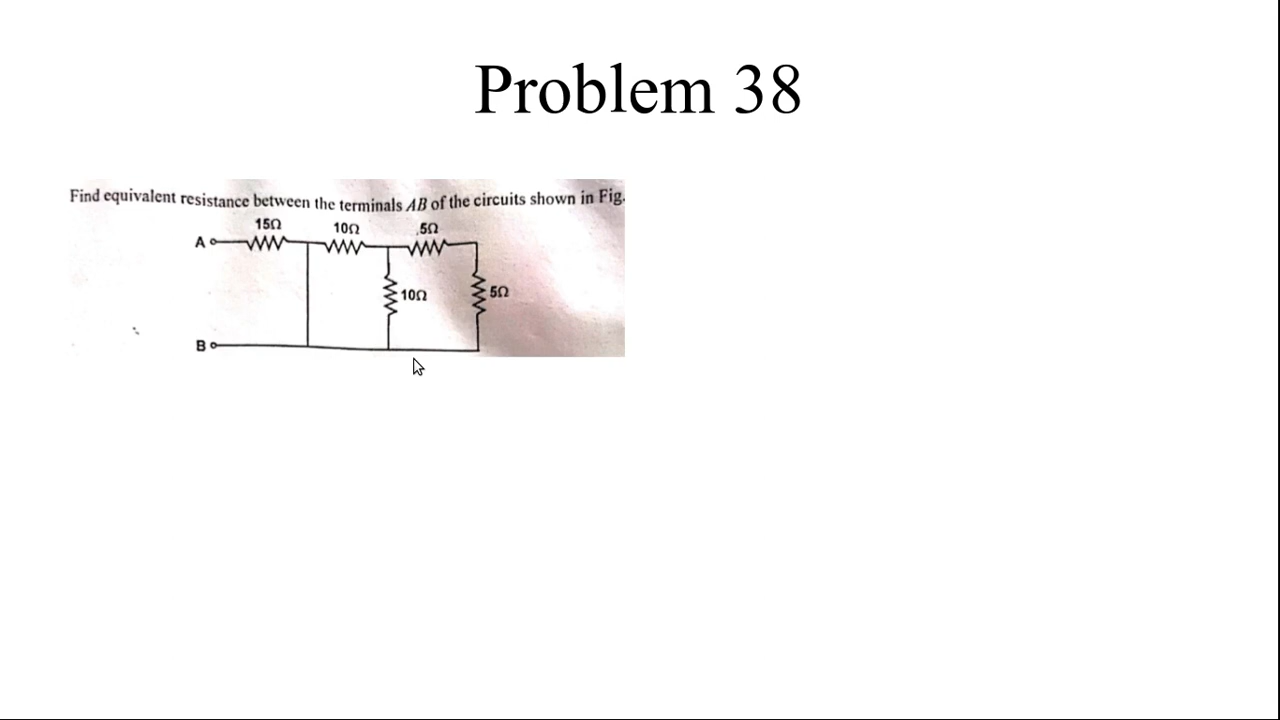 Problem 38
Find equivalent resistance between the terminals AB of the circuits shown in Fig.
15Ω 10Ω 5Ω
A
10Ω 5Ω
B